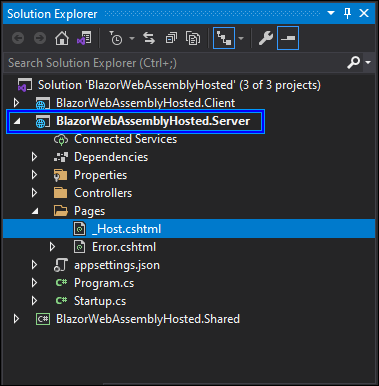 Solution Explorer
Search Solution Explorer (Ctrl+;)
Solution 'BlazorWebAssemblyHosted' (3 of 3 projects)
BlazorWebAssemblyHosted.Client
BlazorWebAssemblyHosted.Server
Connected Services
Dependencies
Properties
Controllers
Pages
_Host.cshtml
Error.cshtml
appsettings.json
C# Program.cs
C# Startup.cs
C# BlazorWebAssemblyHosted.Shared